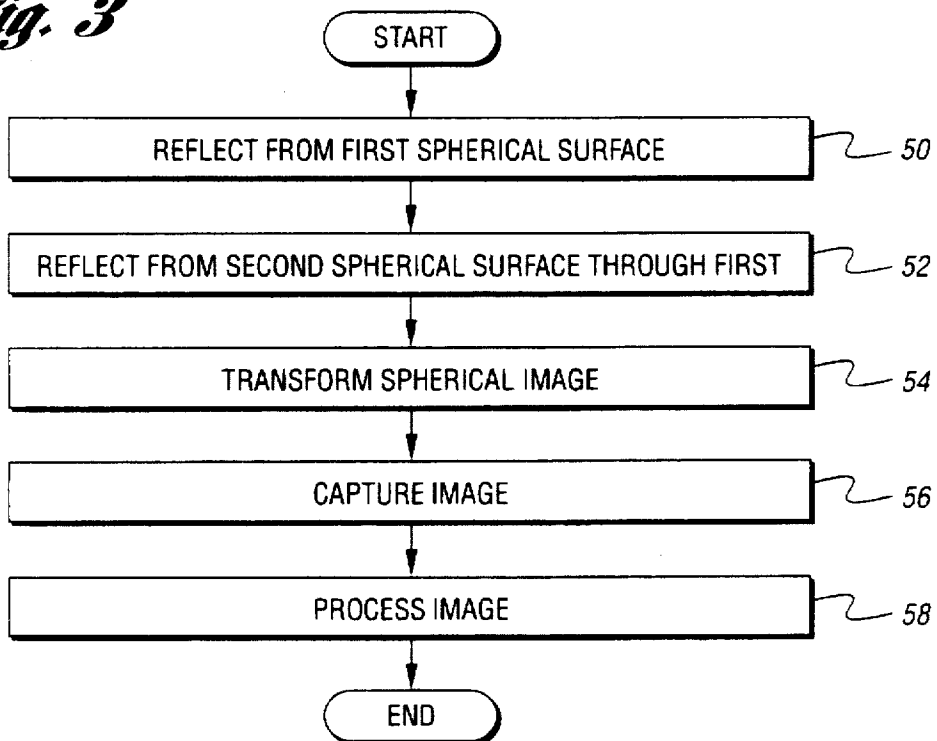 Fig. 3
START
REFLECT FROM FIRST SPHERICAL SURFACE
50
REFLECT FROM SECOND SPHERICAL SURFACE THROUGH FIRST
52
TRANSFORM SPHERICAL IMAGE
54
CAPTURE IMAGE
56
PROCESS IMAGE
58
END